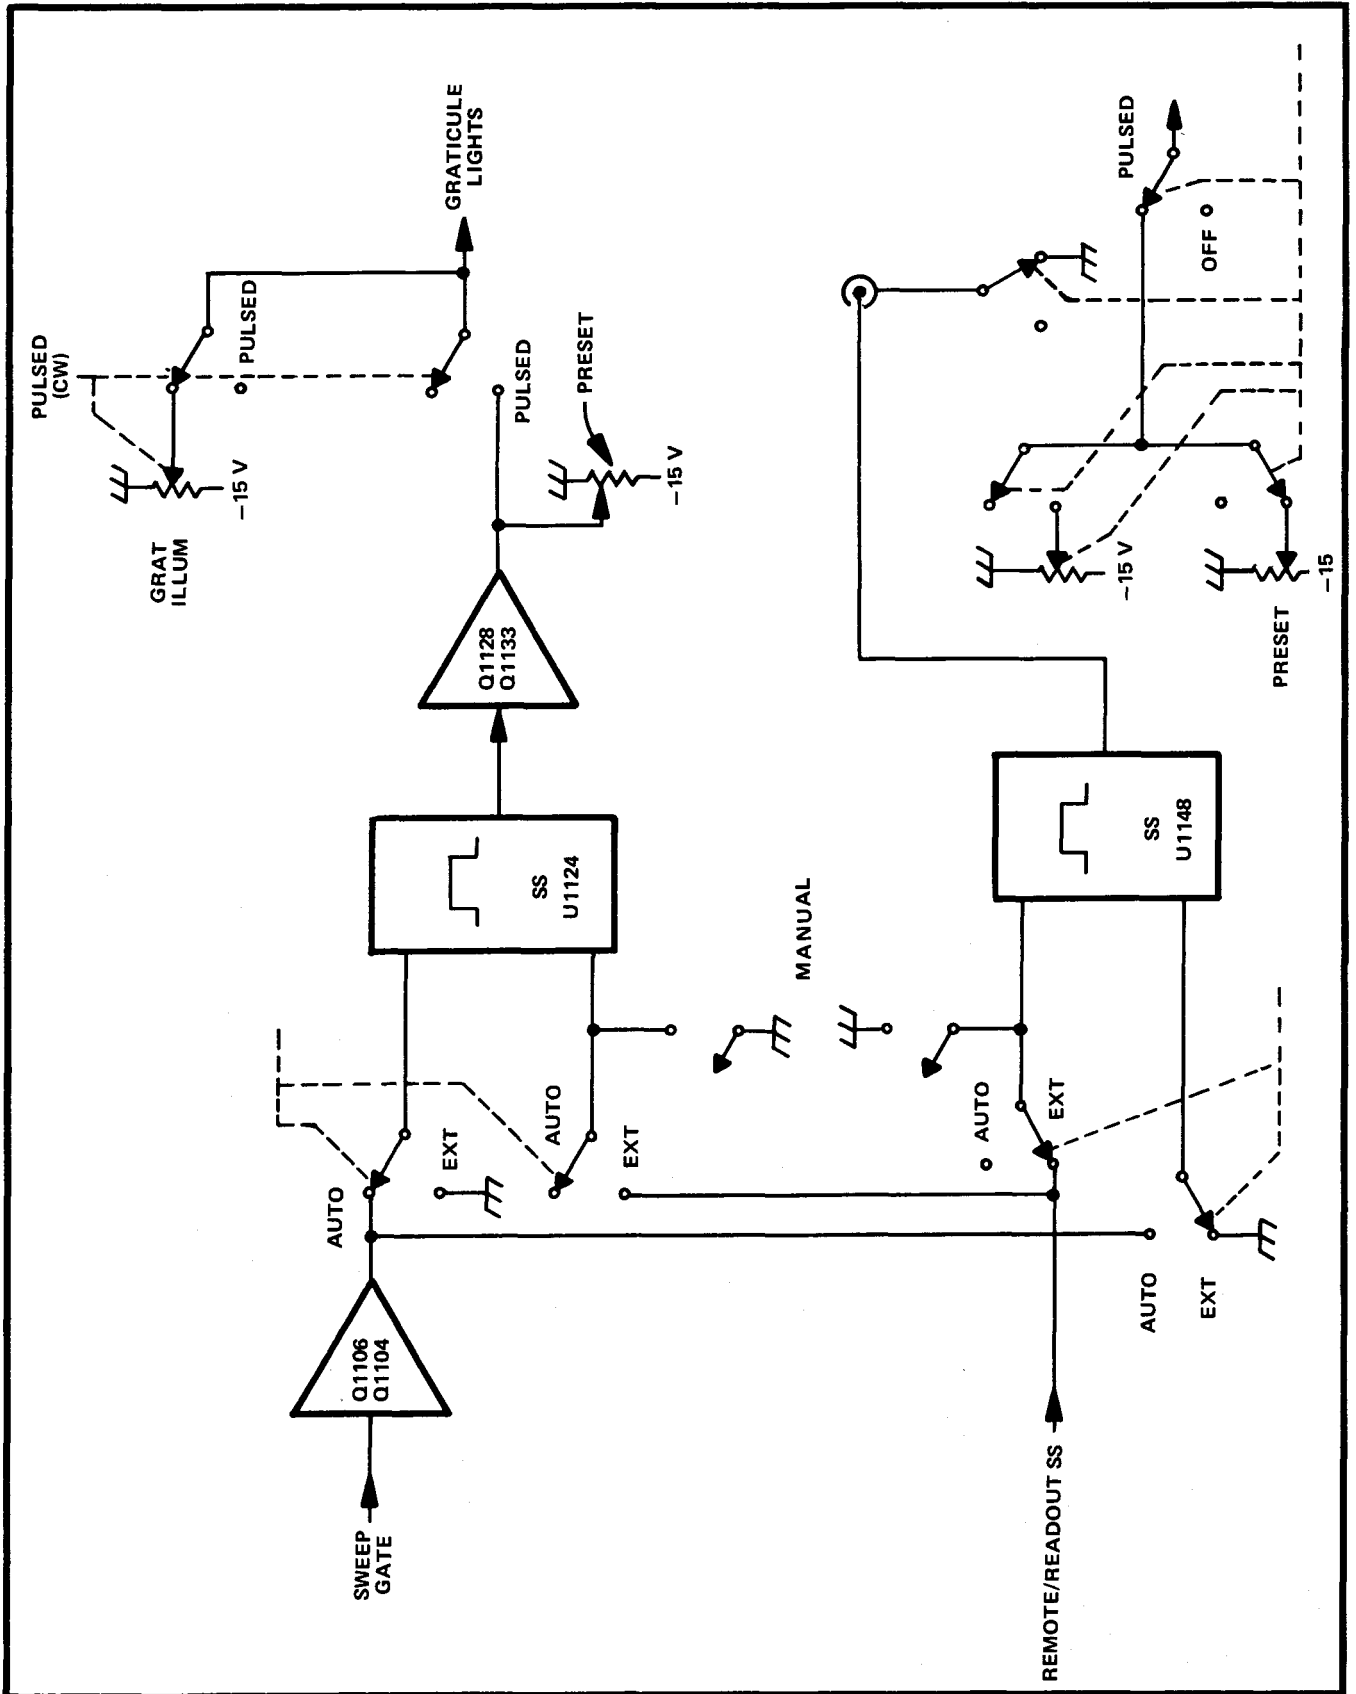 SWEEP
GATE
Q1106
Q1104
AUTO
EXT
AUTO
EXT
SS
U1124
Q1128
Q1133
PULSED
PRESET
-15 V
GRAT
ILLUM
-15 V
PULSED
(CW)
PULSED
GRATICULE
LIGHTS
MANUAL
REMOTE/READOUT SS
AUTO
EXT
AUTO
EXT
SS
U1148
-15 V
PRESET
-15
OFF
PULSED